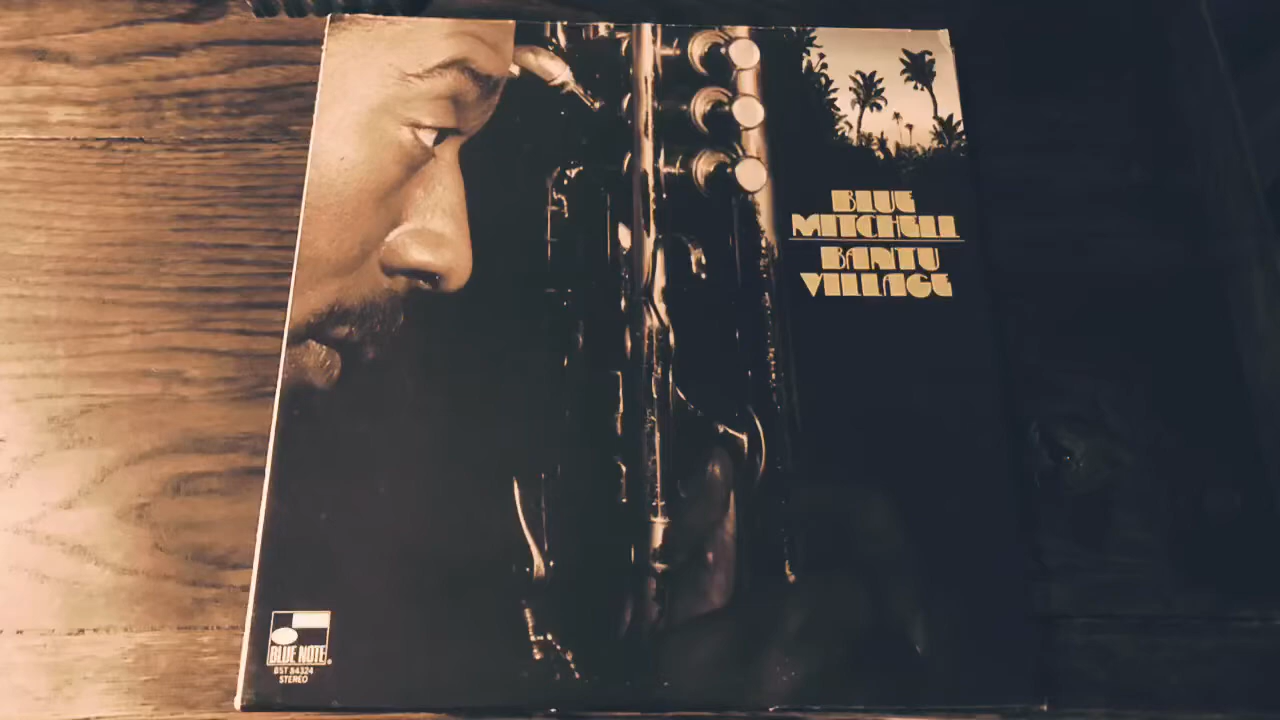 BLUE
MITCHELL
BANTU
VILLAGE
BLUE NOTE®
BST 84324
STEREO